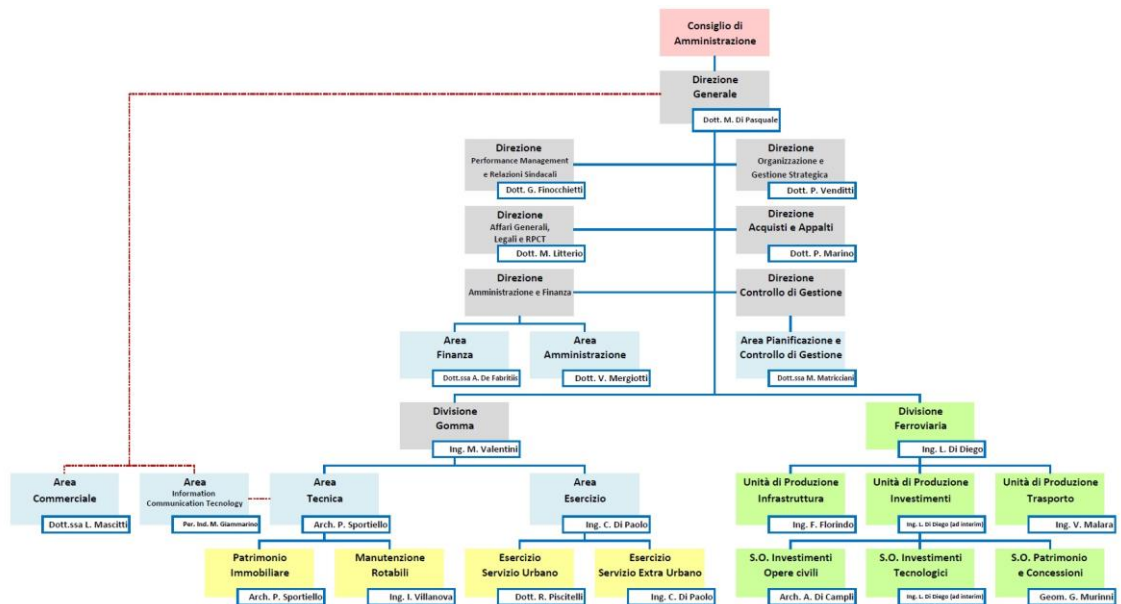 Consiglio di
Amministrazione
Direzione
Generale
Dott. M. Di Pasquale
Direzione
Performance Management
e Relazioni Sindacali
Dott. G. Finocchietti
Direzione
Organizzazione e
Gestione Strategica
Dott. P. Venditti
Direzione
Affari Generali,
Legali e RPCT
Dott. M. Litterio
Direzione
Acquisti e Appalti
Dott. P. Marino
Direzione
Amministrazione e Finanza
Direzione
Controllo di Gestione
Area
Finanza
Dott.ssa A. De Fabritiis
Area
Amministrazione
Dott. V. Mergiotti
Area Pianificazione e
Controllo di Gestione
Dott.ssa M. Matricciani
Divisione
Gomma
Ing. M. Valentini
Divisione
Ferroviaria
Ing. L. Di Diego
Area
Commerciale
Dott.ssa L. Mascitti
Area
Information
Communication Tecnology
Per. Ind. M. Giammarino
Area
Tecnica
Arch. P. Sportiello
Area
Esercizio
Ing. C. Di Paolo
Unità di Produzione
Infrastruttura
Ing. F. Florindo
Unità di Produzione
Investimenti
Ing. L. Di Diego (ad interim)
Unità di Produzione
Trasporto
Ing. V. Malara
Patrimonio
Immobiliare
Arch. P. Sportiello
Manutenzione
Rotabili
Ing. I. Villanova
Esercizio
Servizio Urbano
Dott. R. Piscitelli
Esercizio
Servizio Extra Urbano
Ing. C. Di Paolo
S.O. Investimenti
Opere civili
Arch. A. Di Campli
S.O. Investimenti
Tecnologici
Ing. L. Di Diego (ad interim)
S.O. Patrimonio
e Concessioni
Geom. G. Murinni